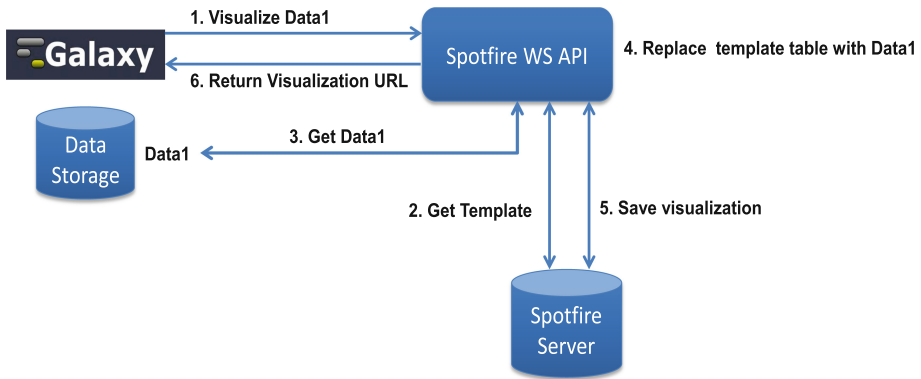 1. Visualize Data1
Galaxy
Spotfire WS API
4. Replace template table with Data1
6. Return Visualization URL
Data
Storage
Data1
3. Get Data1
2. Get Template
5. Save visualization
Spotfire
Server